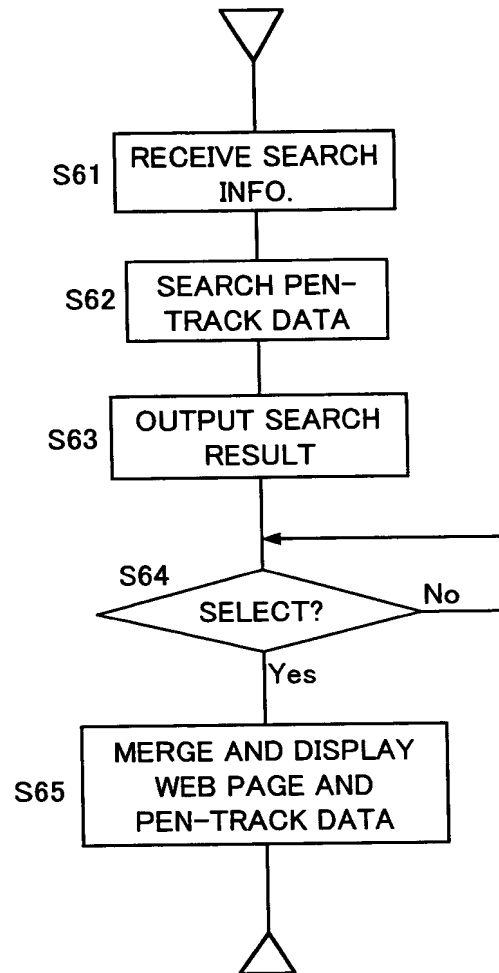 S61
RECEIVE SEARCH
INFO.
S62
SEARCH PEN-
TRACK DATA
S63
OUTPUT SEARCH
RESULT
S64
SELECT?
No
Yes
S65
MERGE AND DISPLAY
WEB PAGE AND
PEN-TRACK DATA